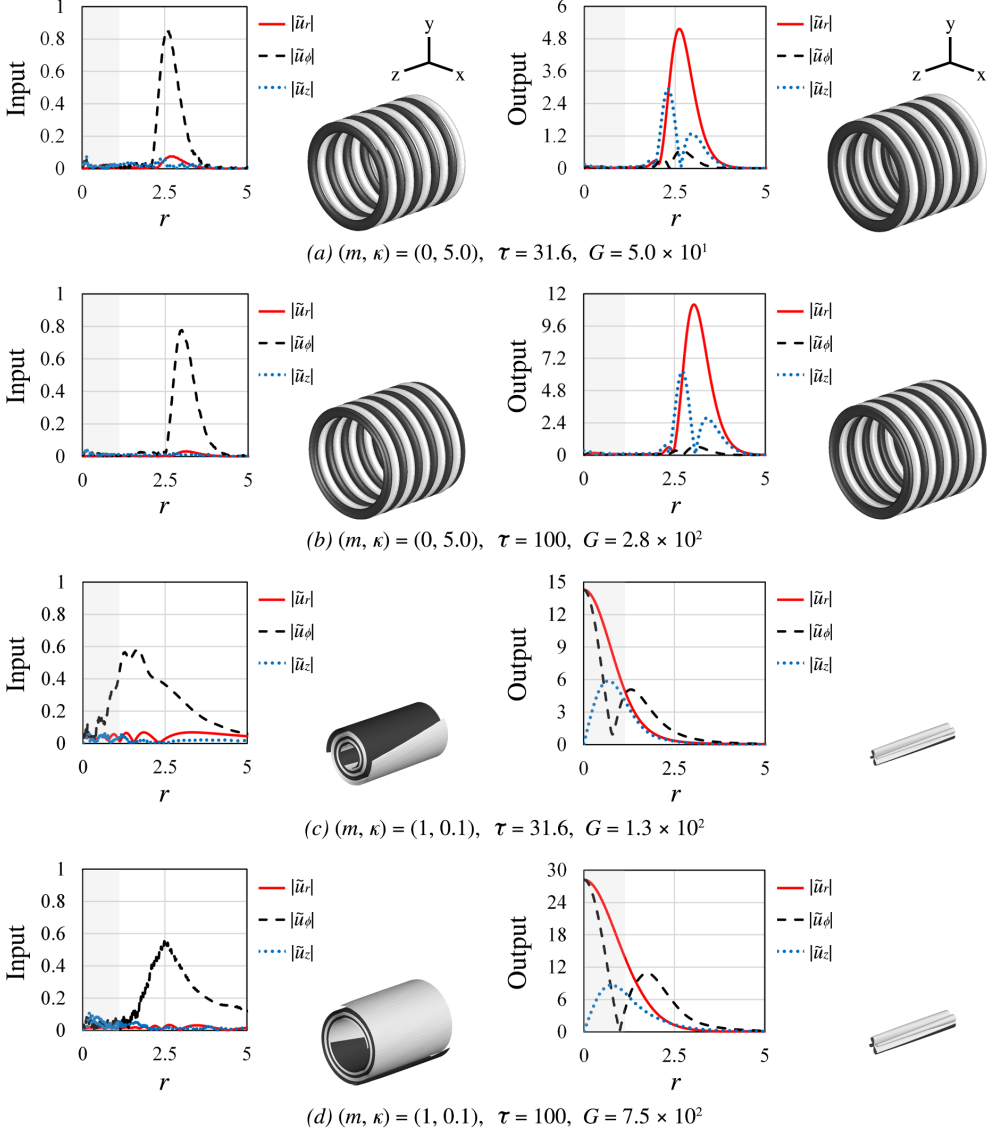 Input
1
0.8
0.6
0.4
0.2
0
0
2.5
5
r
|ũr|
|ũϕ|
|ũz|
Output
6
4.8
3.6
2.4
1.2
0
0
2.5
5
r
|ũr|
|ũϕ|
|ũz|
y
z
x
y
z
x
(a) (m, κ) = (0, 5.0), τ = 31.6, G = 5.0 × 10¹
Input
1
0.8
0.6
0.4
0.2
0
0
2.5
5
r
|ũr|
|ũϕ|
|ũz|
Output
12
9.6
7.2
4.8
2.4
0
0
2.5
5
r
|ũr|
|ũϕ|
|ũz|
(b) (m, κ) = (0, 5.0), τ = 100, G = 2.8 × 10²
Input
1
0.8
0.6
0.4
0.2
0
0
2.5
5
r
|ũr|
|ũϕ|
|ũz|
Output
15
12
9
6
3
0
0
2.5
5
r
|ũr|
|ũϕ|
|ũz|
(c) (m, κ) = (1, 0.1), τ = 31.6, G = 1.3 × 10²
Input
1
0.8
0.6
0.4
0.2
0
0
2.5
5
r
|ũr|
|ũϕ|
|ũz|
Output
30
24
18
12
6
0
0
2.5
5
r
|ũr|
|ũϕ|
|ũz|
(d) (m, κ) = (1, 0.1), τ = 100, G = 7.5 × 10²